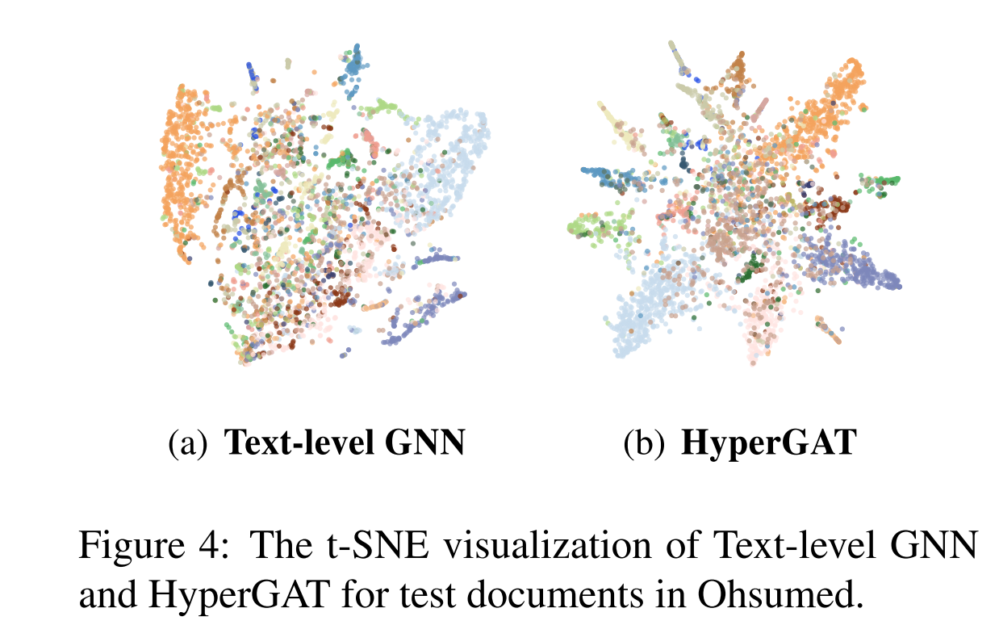 (a) Text-level GNN
(b) HyperGAT
Figure 4: The t-SNE visualization of Text-level GNN
and HyperGAT for test documents in Ohsumed.